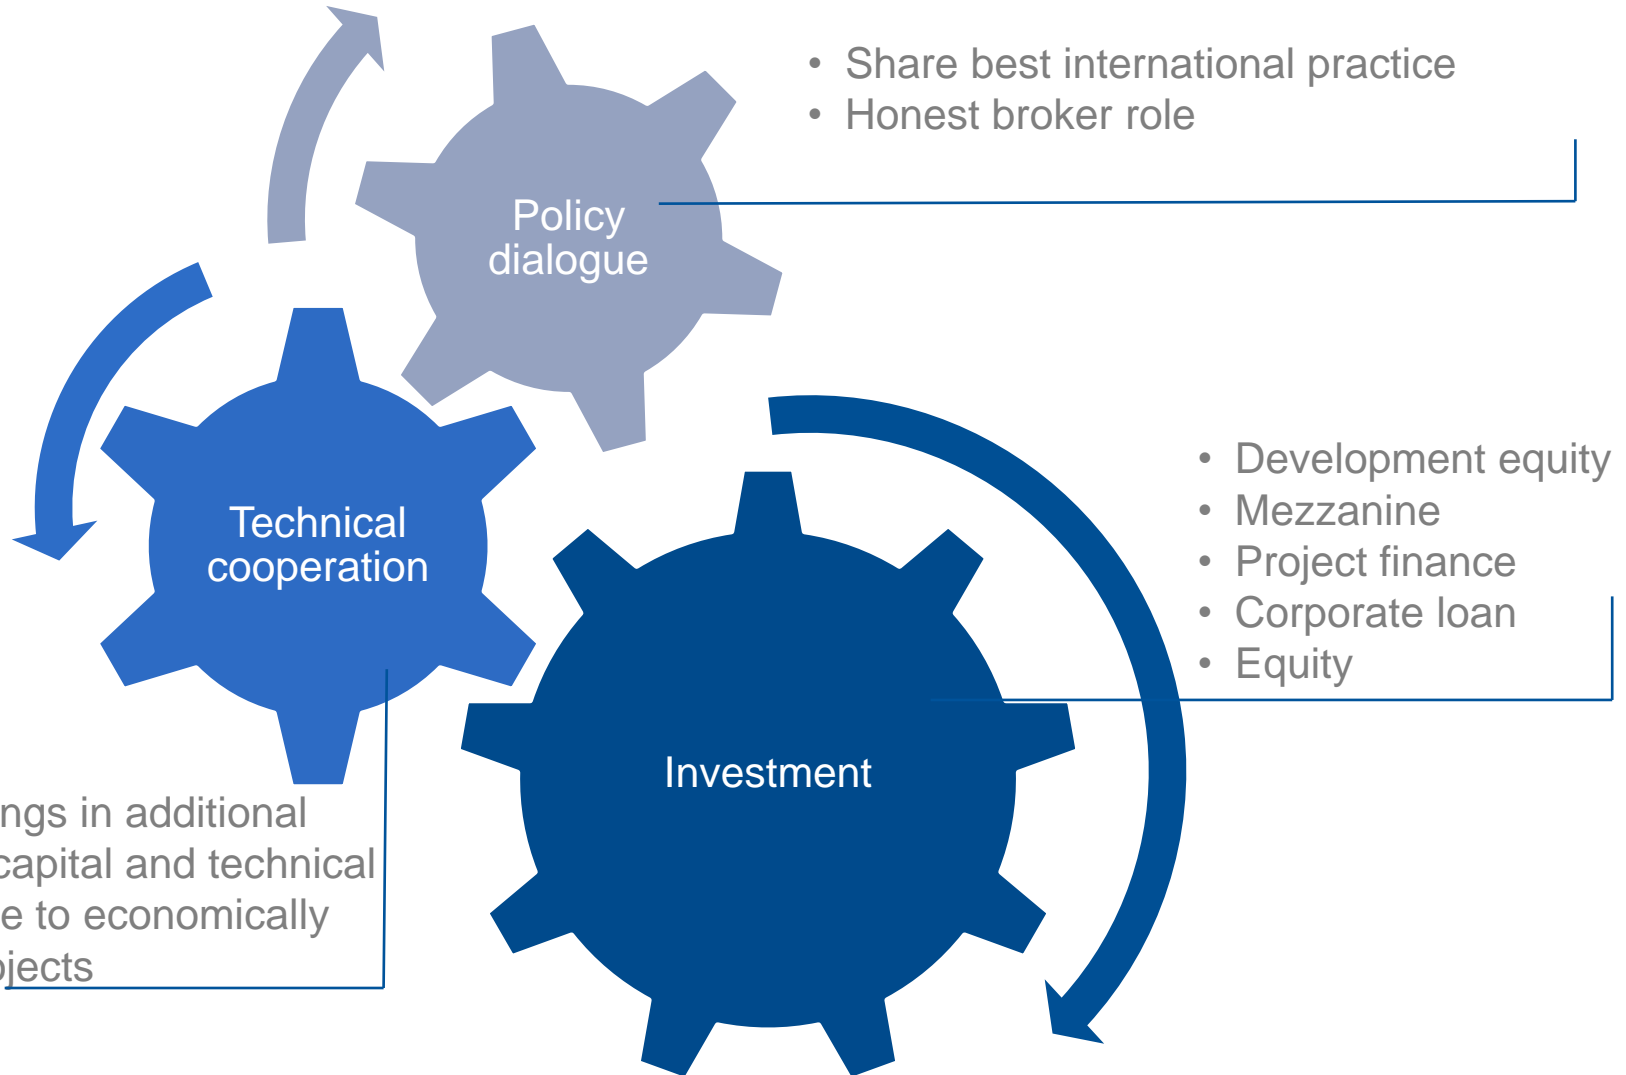 • Share best international practice
• Honest broker role
Policy
dialogue
Technical
cooperation
• Development equity
• Mezzanine
• Project finance
• Corporate loan
• Equity
Investment
ngs in additional
capital and technical
e to economically
jects